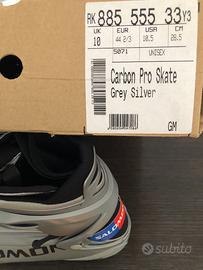 RK 885 555 33 Y3
UK EUR USA CM
10 44 2/3 10.5 28.5
5071 UNISEX
Carbon Pro Skate
Grey Silver
GM
SALOMON
LOMON
subito